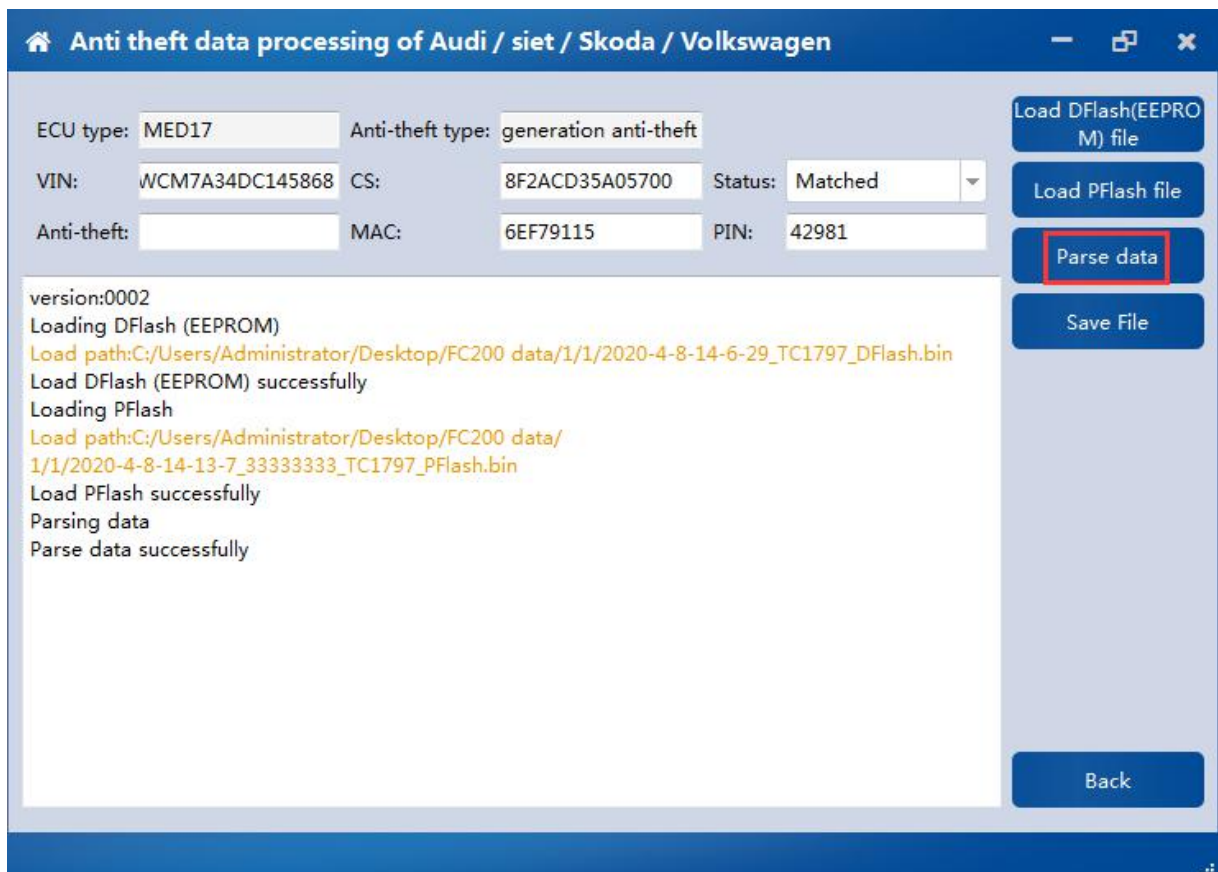 Anti theft data processing of Audi / siet / Skoda / Volkswagen
ECU type: MED17 Anti-theft type: generation anti-theft
VIN: WCM7A34DC145868 CS: 8F2ACD35A05700 Status: Matched
Anti-theft: MAC: 6EF79115 PIN: 42981
Load DFlash(EEPRO
M) file
Load PFlash file
Parse data
Save File
version:0002
Loading DFlash (EEPROM)
Load path:C:/Users/Administrator/Desktop/FC200 data/1/1/2020-4-8-14-6-29_TC1797_DFlash.bin
Load DFlash (EEPROM) successfully
Loading PFlash
Load path:C:/Users/Administrator/Desktop/FC200 data/
1/1/2020-4-8-14-13-7_33333333_TC1797_PFlash.bin
Load PFlash successfully
Parsing data
Parse data successfully
Back